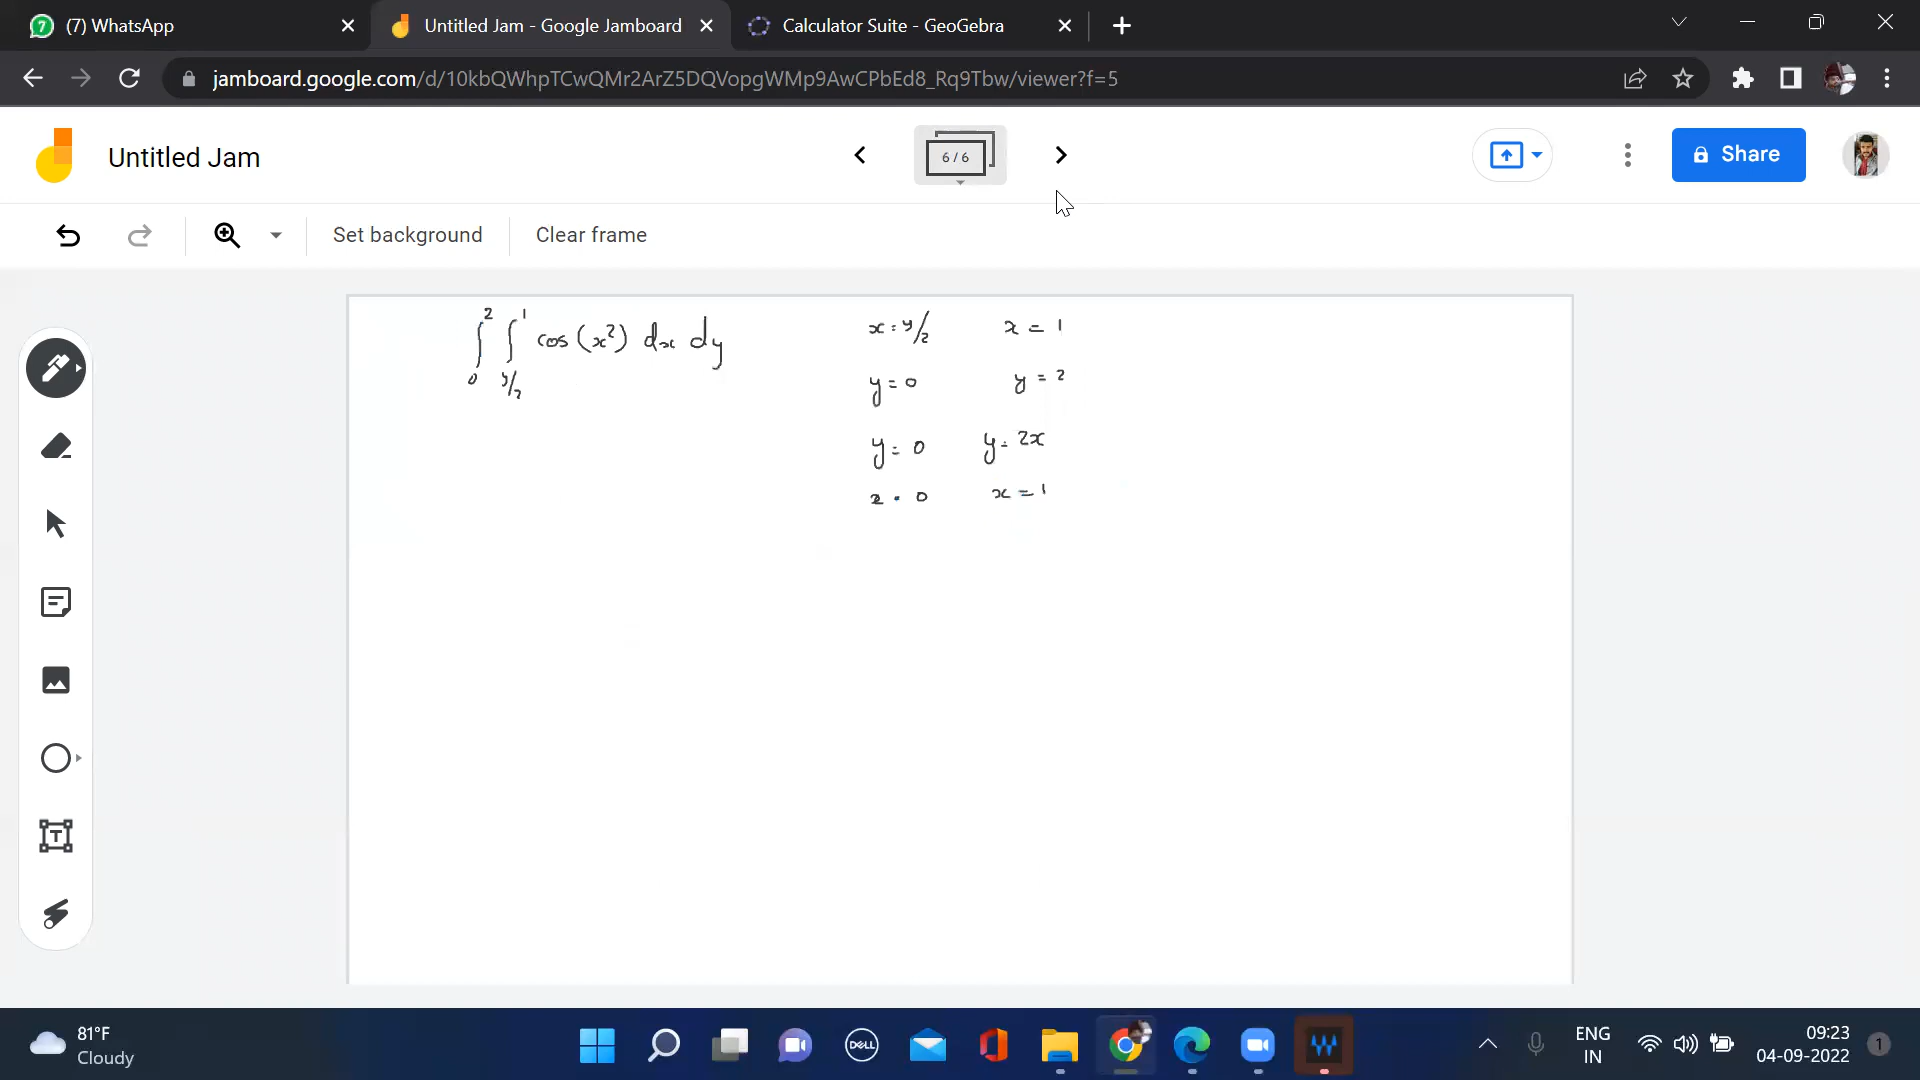 (7) WhatsApp
Untitled Jam - Google Jamboard
Calculator Suite - GeoGebra
jamboard.google.com/d/10kbQWhpTCwQMr2ArZ5DQVopgWMp9AwCPbEd8_Rq9Tbw/viewer?f=5
Untitled Jam
6 / 6
Share
Set background
Clear frame
∫₀² ∫_{y/2}^1 cos(x²) dx dy
x = y/2 x = 1
y = 0 y = 2
y = 0 y = 2x
x = 0 x = 1
81°F
Cloudy
DELL
ENG
IN
09:23
04-09-2022
1